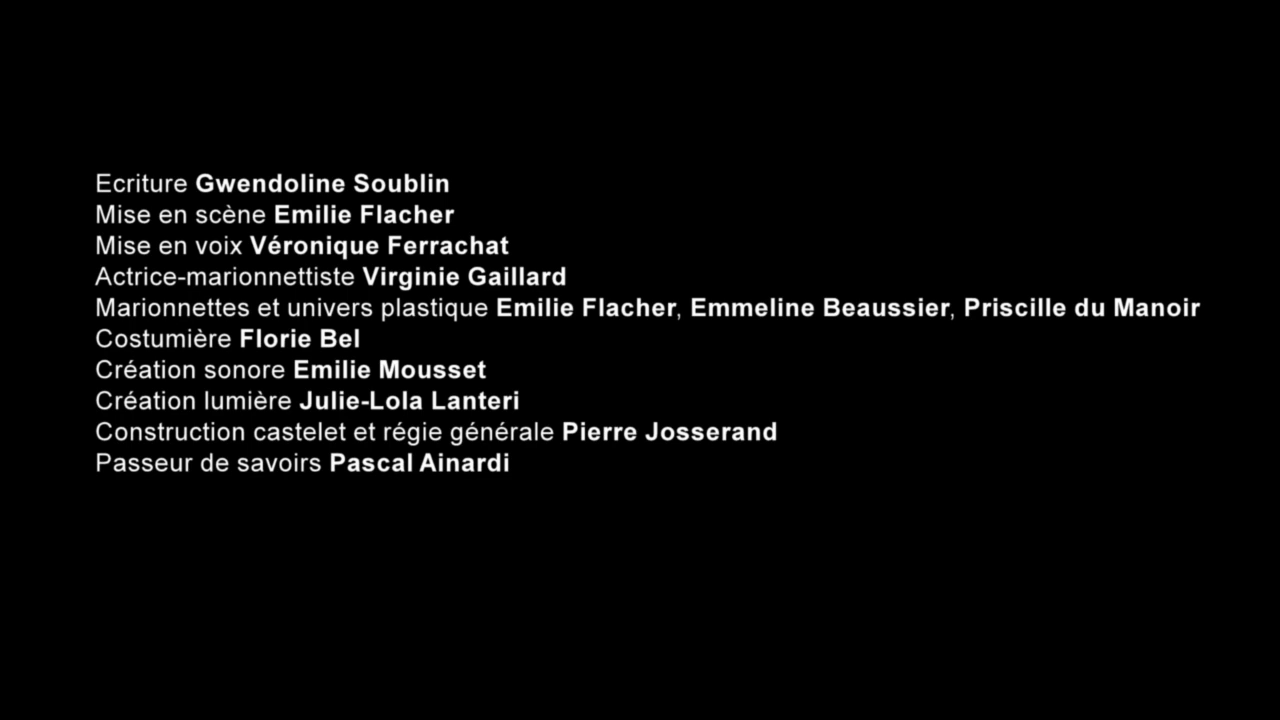 Ecriture Gwendoline Soublin
Mise en scène Emilie Flacher
Mise en voix Véronique Ferrachat
Actrice-marionnettiste Virginie Gaillard
Marionnettes et univers plastique Emilie Flacher, Emmeline Beaussier, Priscille du Manoir
Costumière Florie Bel
Création sonore Emilie Mousset
Création lumière Julie-Lola Lanteri
Construction castelet et régie générale Pierre Josserand
Passeur de savoirs Pascal Ainardi